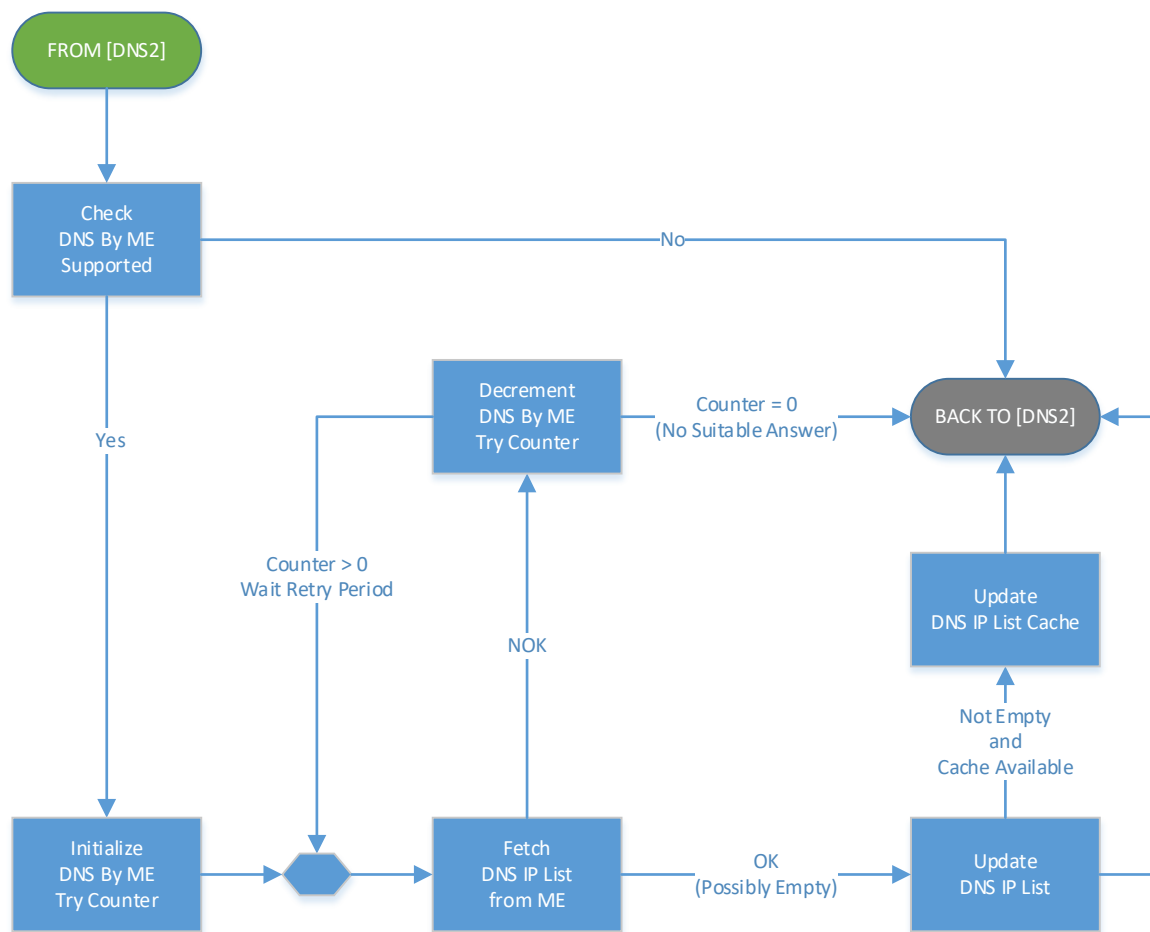 FROM [DNS2]
Check
DNS By ME
Supported
No
Decrement
DNS By ME
Try Counter
Counter = 0
(No Suitable Answer)
BACK TO [DNS2]
Yes
Counter > 0
Wait Retry Period
NOK
Update
DNS IP List Cache
Not Empty
and
Cache Available
Initialize
DNS By ME
Try Counter
Fetch
DNS IP List
from ME
OK
(Possibly Empty)
Update
DNS IP List